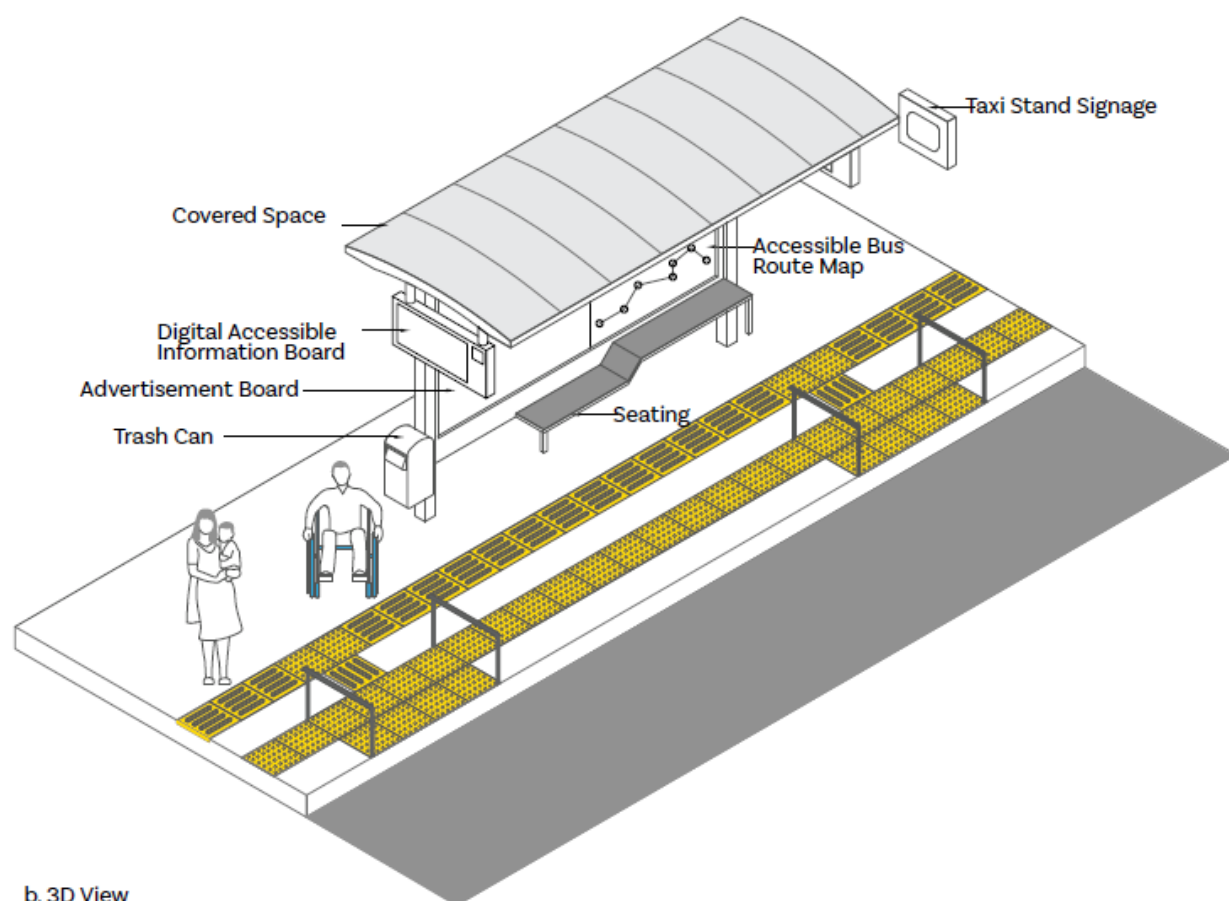 Taxi Stand Signage
Covered Space
Accessible Bus
Route Map
Digital Accessible
Information Board
Advertisement Board
Seating
Trash Can
b. 3D View